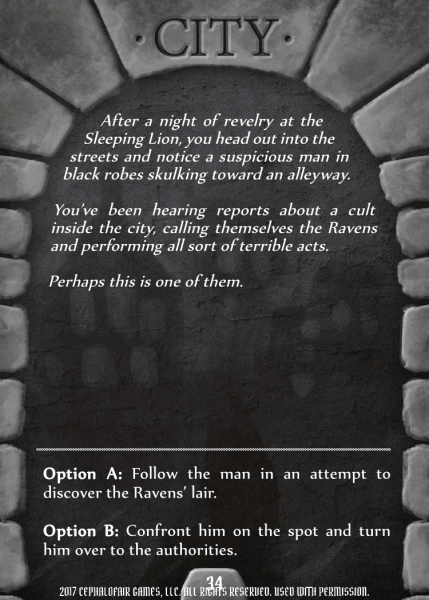 · CITY ·
After a night of revelry at the
Sleeping Lion, you head out into the
streets and notice a suspicious man in
black robes skulking toward an alleyway.
You've been hearing reports about a cult
inside the city, calling themselves the Ravens
and performing all sort of terrible acts.
Perhaps this is one of them.
Option A: Follow the man in an attempt to
discover the Ravens' lair.
Option B: Confront him on the spot and turn
him over to the authorities.
34
2017 CEPHALOFAIR GAMES, LLC. ALL RIGHTS RESERVED. USED WITH PERMISSION.